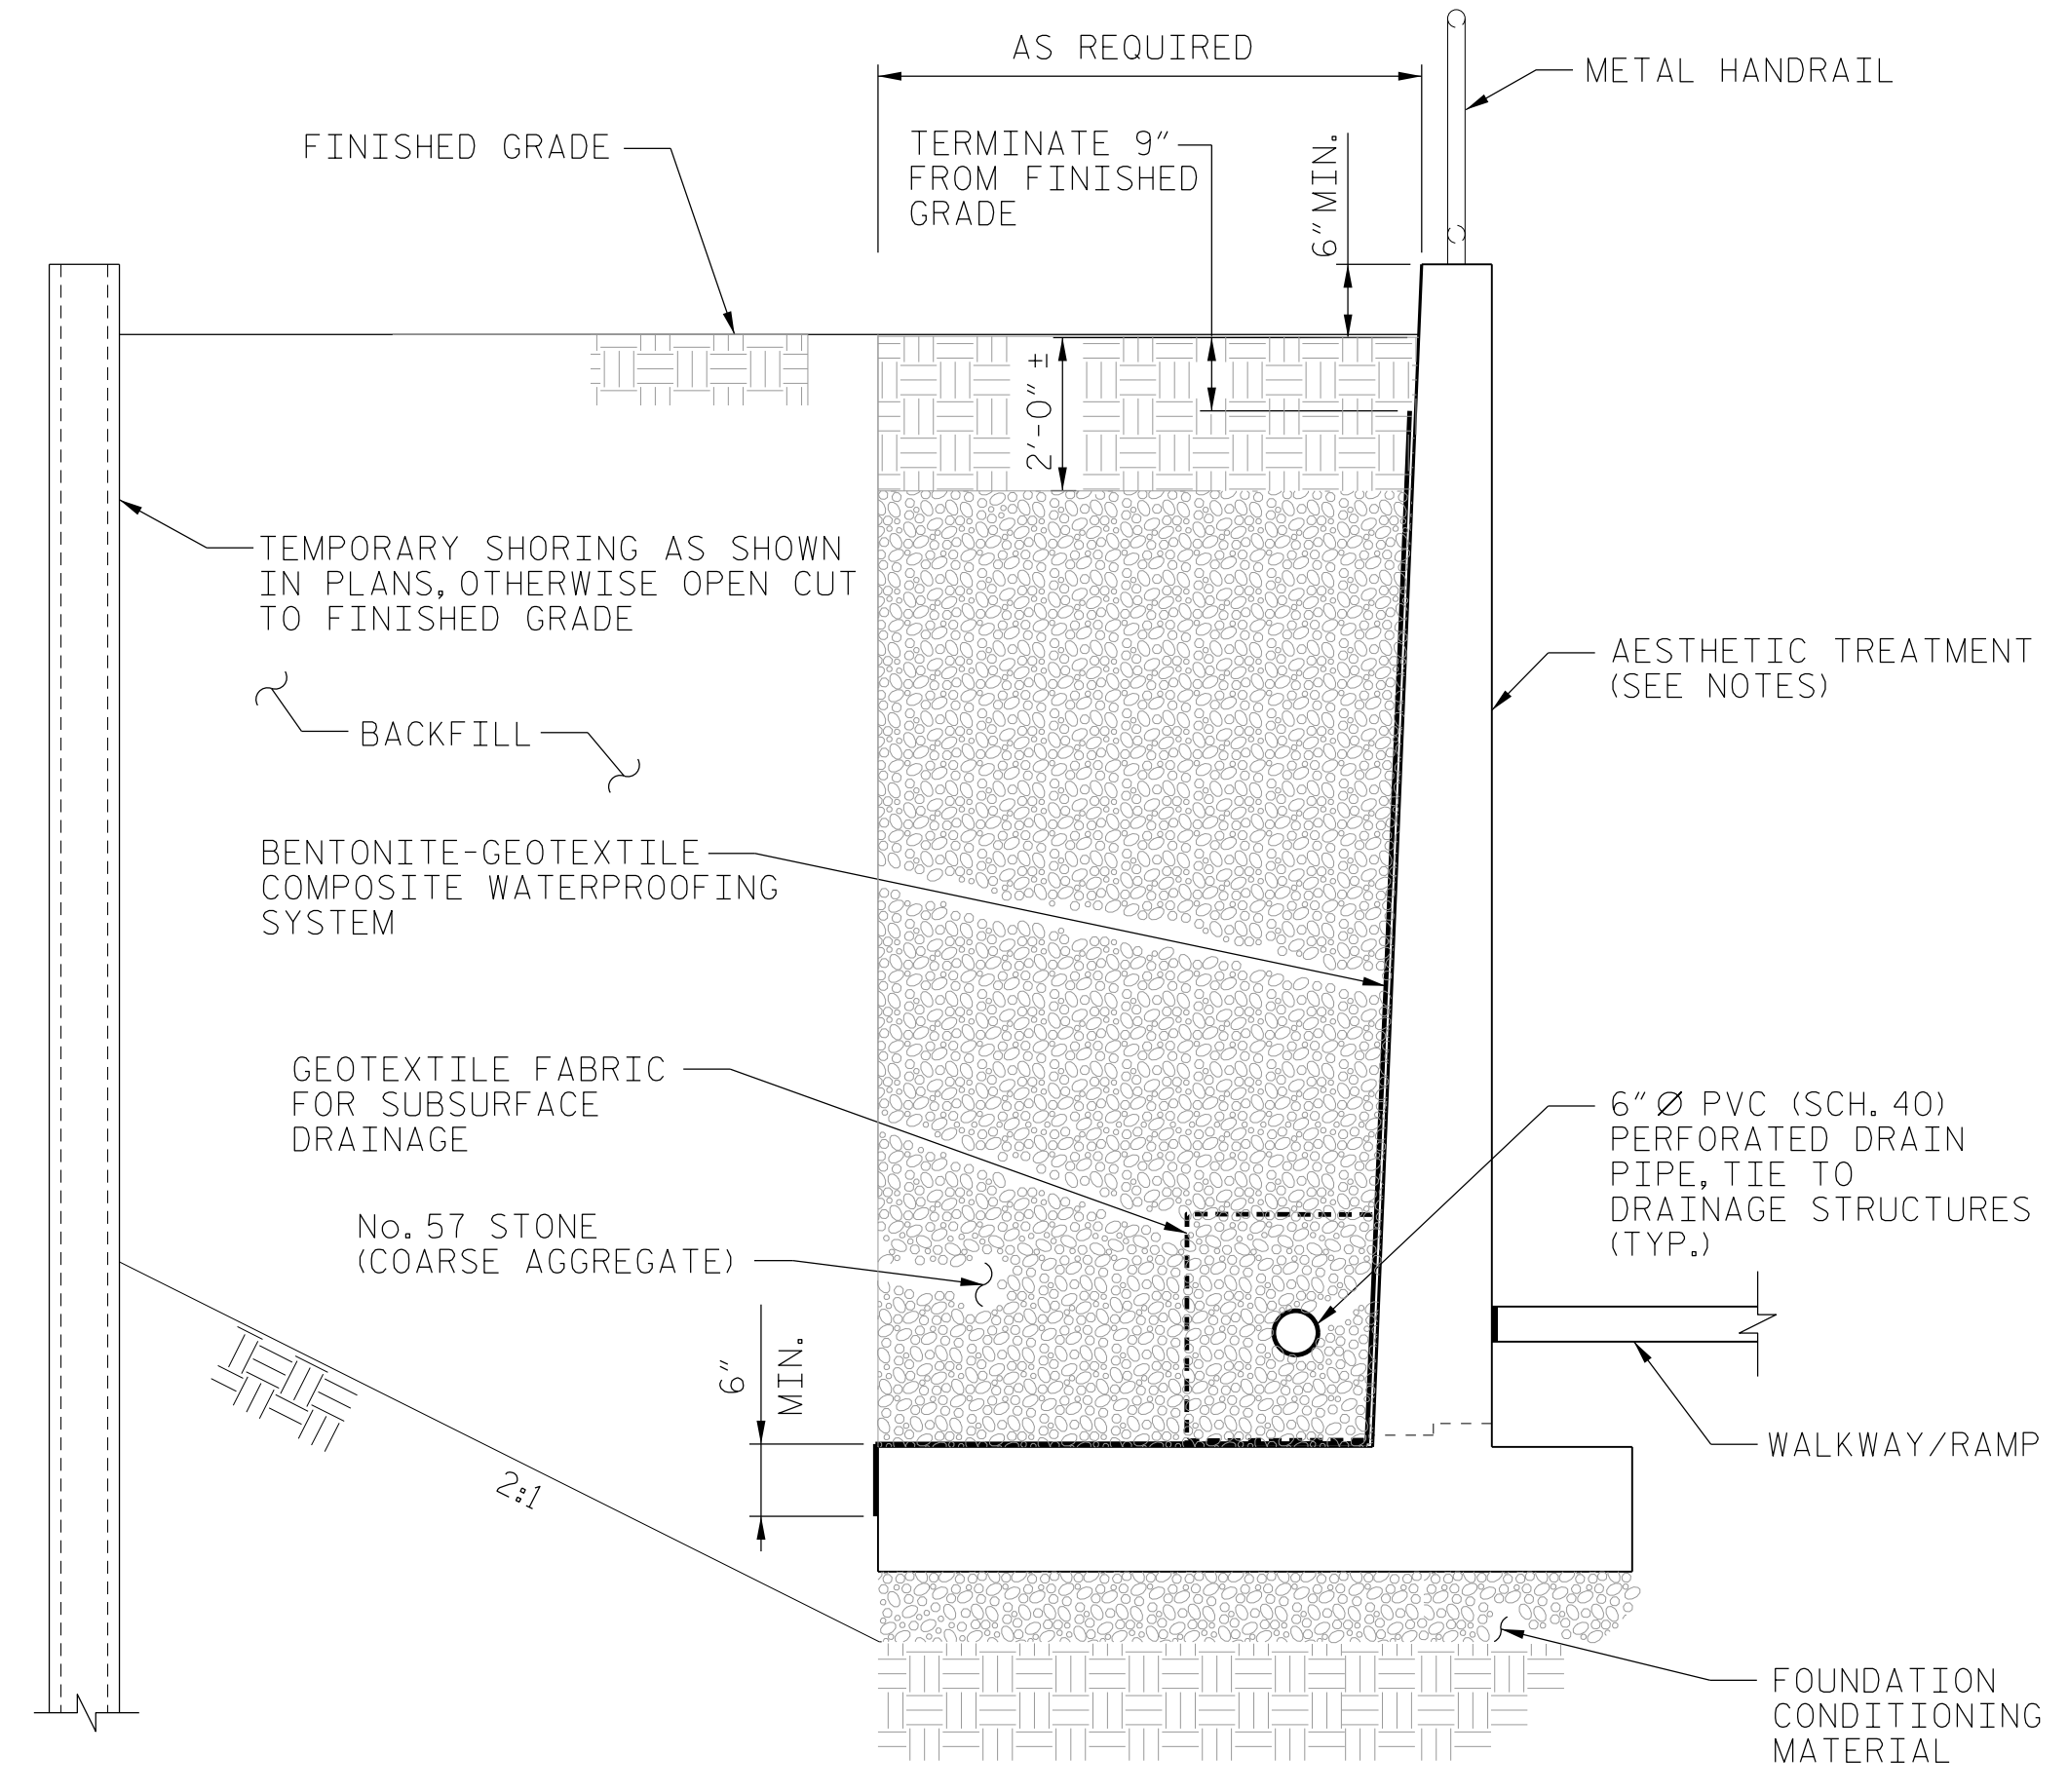 AS REQUIRED
METAL HANDRAIL
FINISHED GRADE
TERMINATE 9"
FROM FINISHED
GRADE
6" MIN.
2'-0" ±
TEMPORARY SHORING AS SHOWN
IN PLANS, OTHERWISE OPEN CUT
TO FINISHED GRADE
AESTHETIC TREATMENT
(SEE NOTES)
BACKFILL
BENTONITE-GEOTEXTILE
COMPOSITE WATERPROOFING
SYSTEM
GEOTEXTILE FABRIC
FOR SUBSURFACE
DRAINAGE
6" Ø PVC (SCH. 40)
PERFORATED DRAIN
PIPE, TIE TO
DRAINAGE STRUCTURES
(TYP.)
No. 57 STONE
(COARSE AGGREGATE)
6"
MIN.
WALKWAY/RAMP
2:1
FOUNDATION
CONDITIONING
MATERIAL